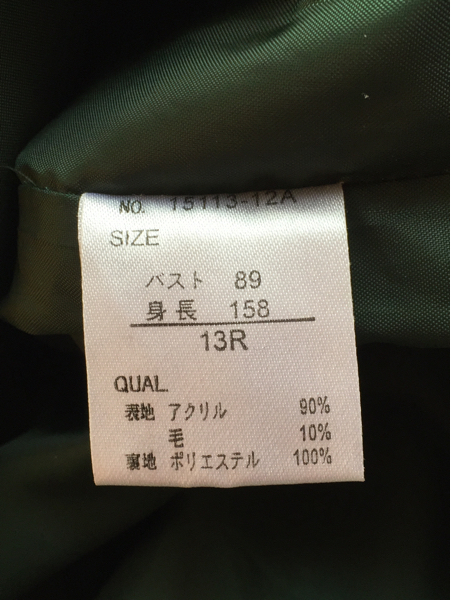 NO. 15113-12A
SIZE
バスト 89
身長 158
13R
QUAL.
表地 アクリル 90%
毛 10%
裏地 ポリエステル 100%